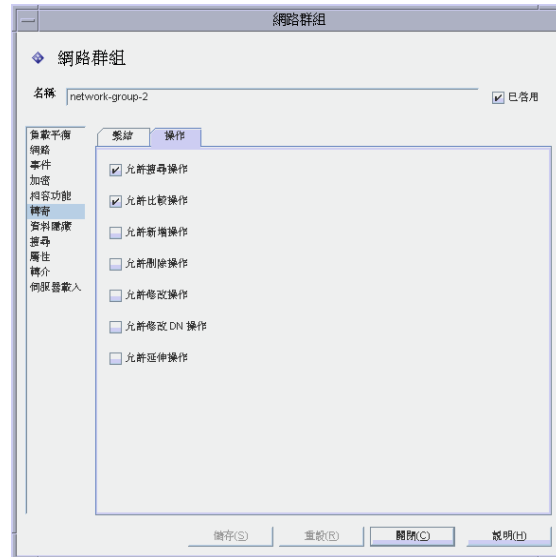 網路群組
網路群組
名稱 network-group-2 已啓用
負載平衡
網路
事件
加密
相容功能
轉寄
資料隱藏
搜尋
屬性
轉介
伺服器載入
繫結 操作
允許搜尋操作
允許比較操作
允許新增操作
允許刪除操作
允許修改操作
允許修改 DN 操作
允許延伸操作
儲存(S) 重設(R) 關閉(C) 說明(H)